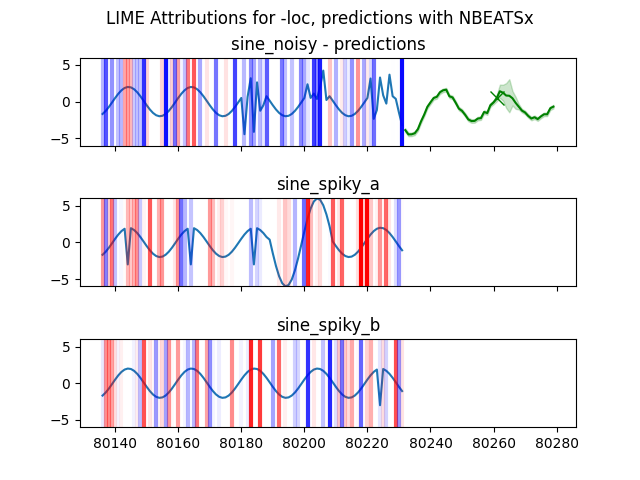 LIME Attributions for -loc, predictions with NBEATSx
sine_noisy - predictions
5
0
−5
sine_spiky_a
5
0
−5
sine_spiky_b
5
0
−5
80140 80160 80180 80200 80220 80240 80260 80280